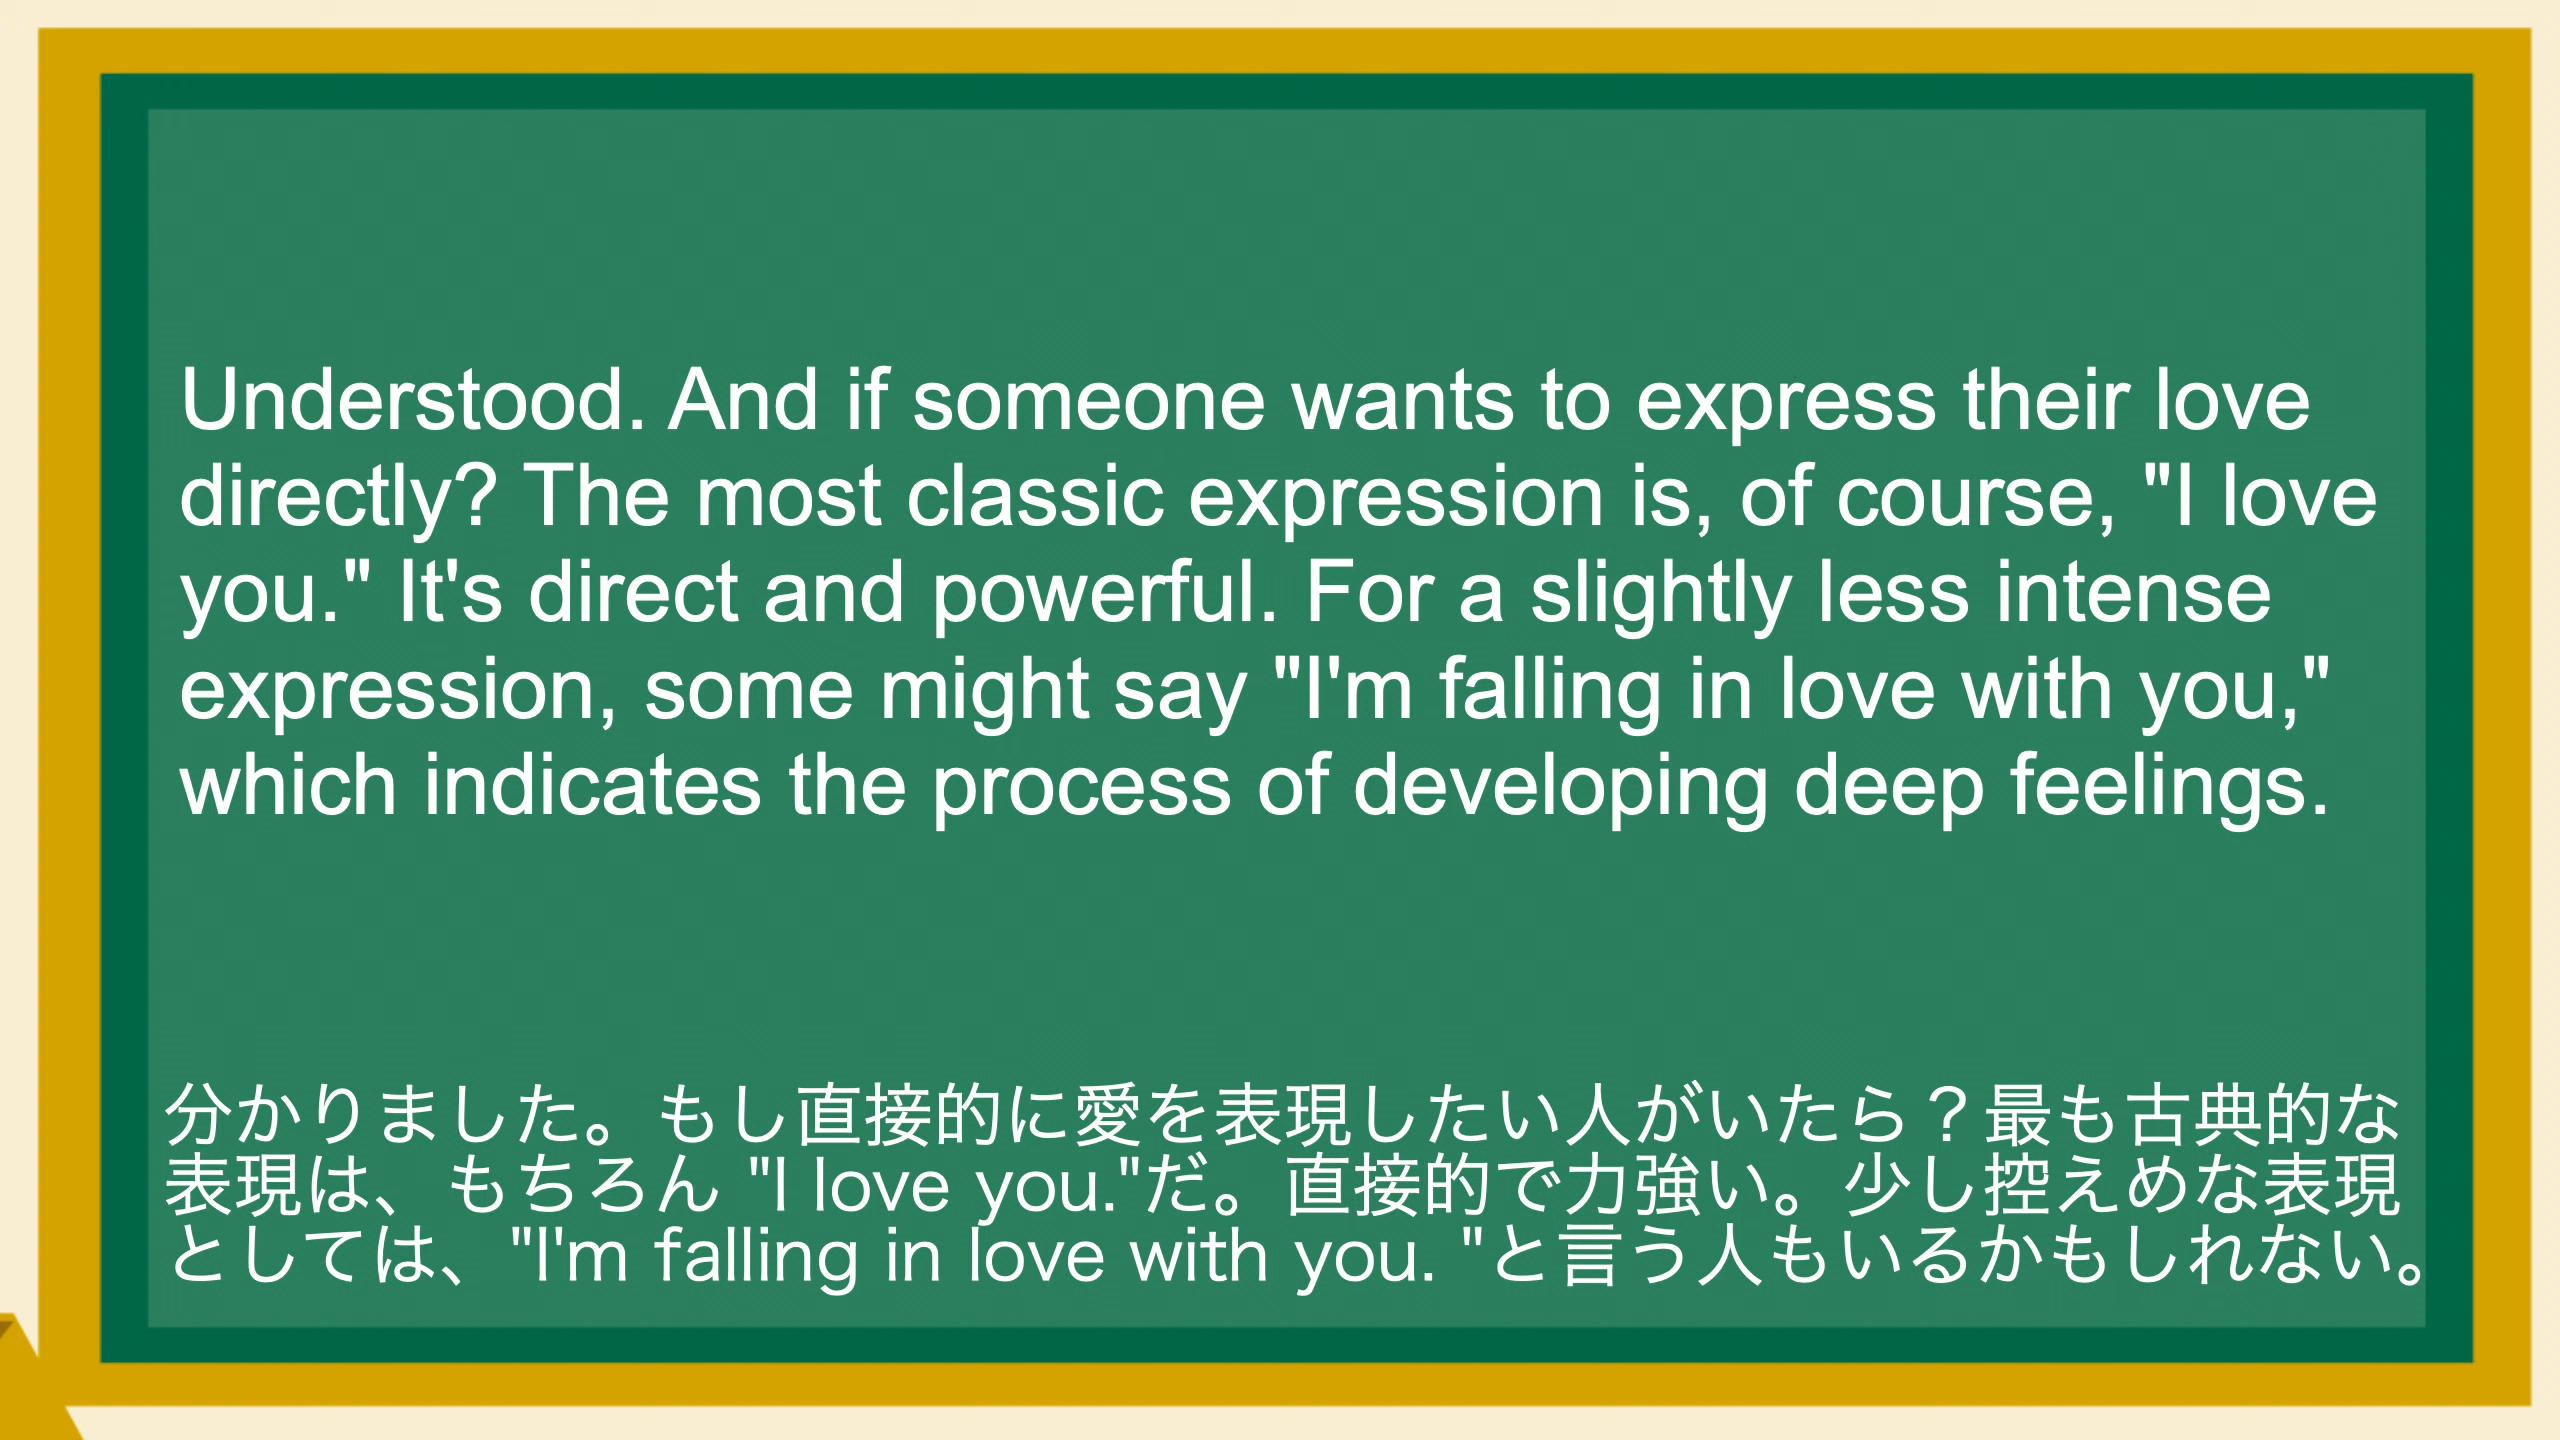 Understood. And if someone wants to express their love
directly? The most classic expression is, of course, "I love
you." It's direct and powerful. For a slightly less intense
expression, some might say "I'm falling in love with you,"
which indicates the process of developing deep feelings.
分かりました。もし直接的に愛を表現したい人がいたら？最も古典的な
表現は、もちろん "I love you."だ。直接的で力強い。少し控えめな表現
としては、"I'm falling in love with you. "と言う人もいるかもしれない。